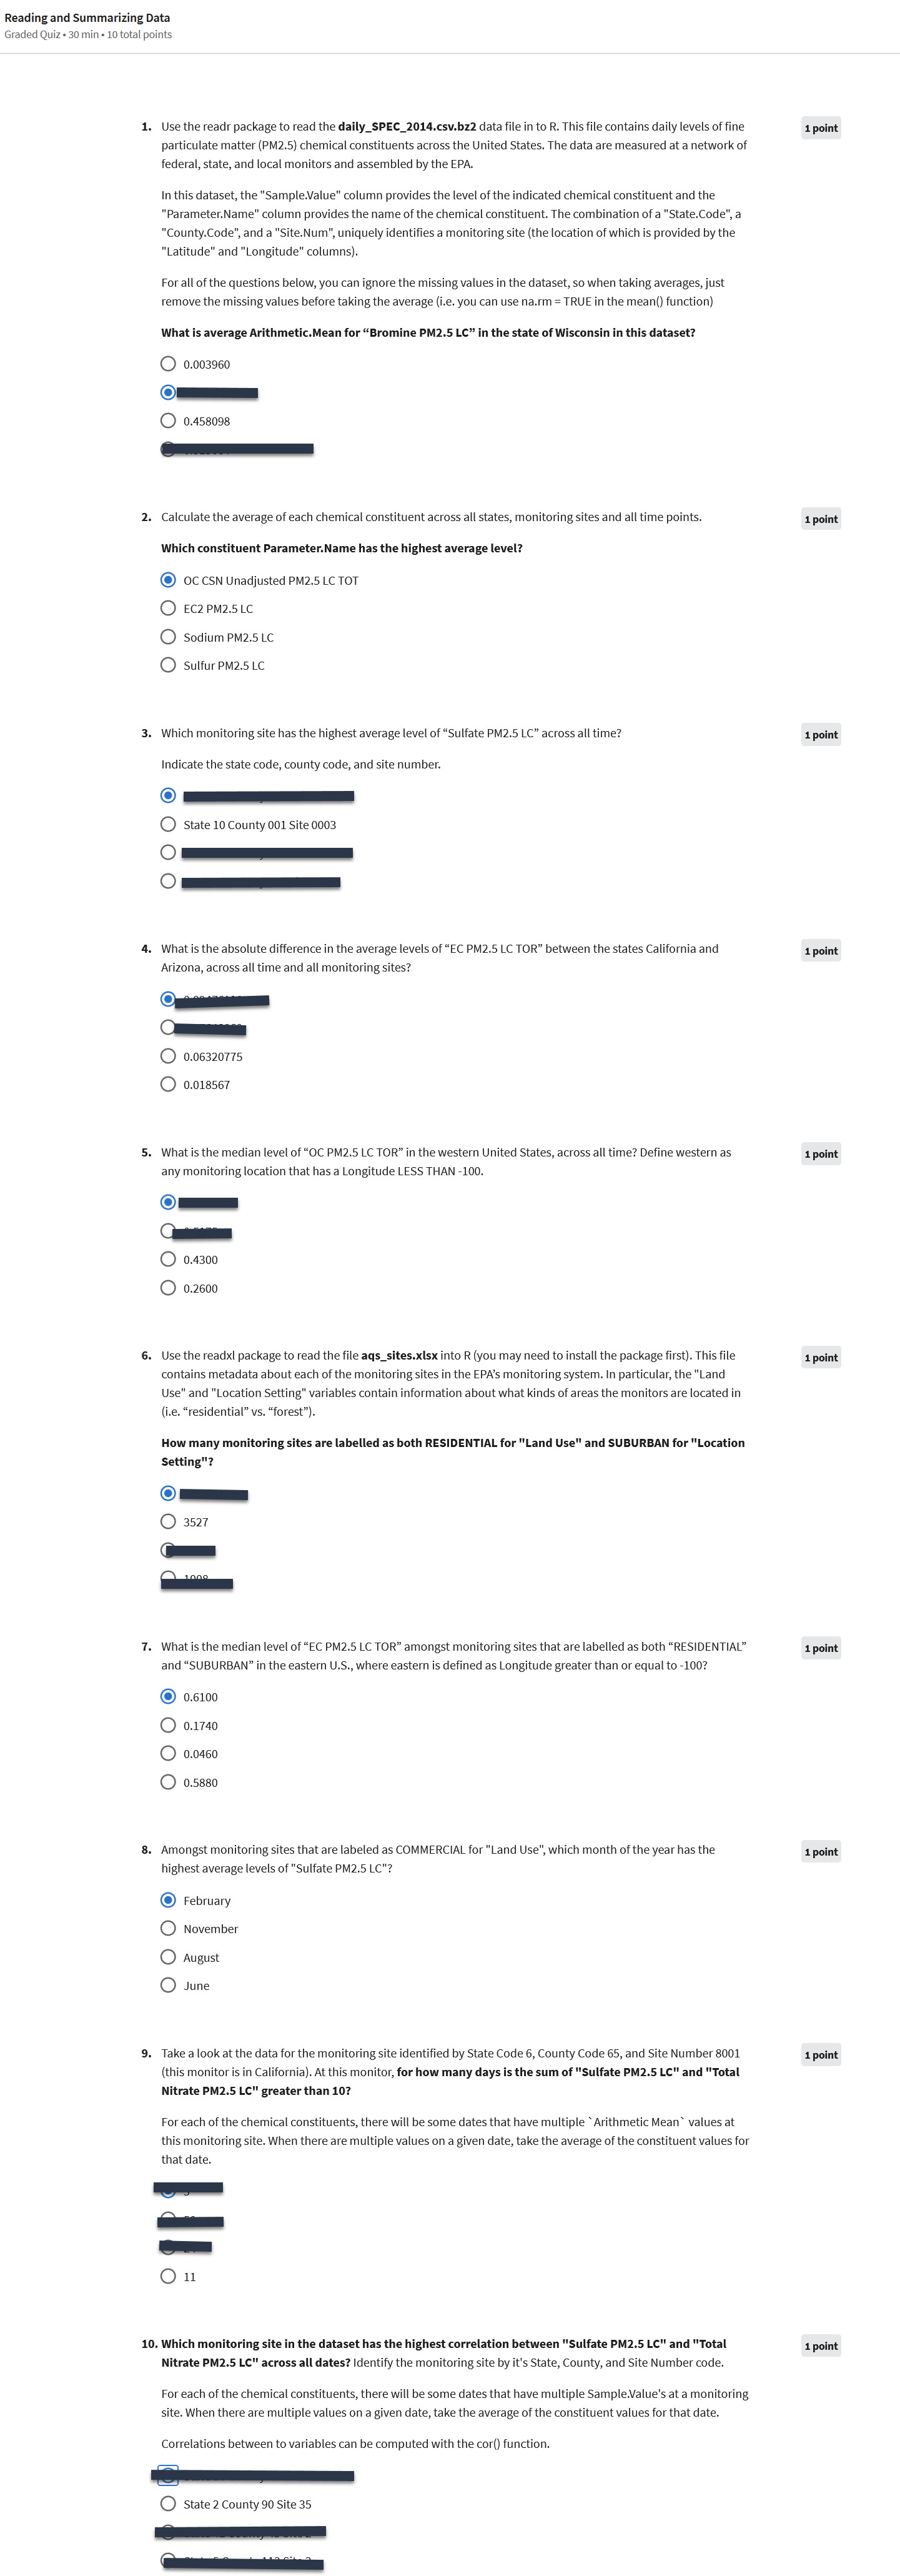 Reading and Summarizing Data
Graded Quiz • 30 min • 10 total points
1. Use the readr package to read the daily_SPEC_2014.csv.bz2 data file in to R. This file contains daily levels of fine
particulate matter (PM2.5) chemical constituents across the United States. The data are measured at a network of
federal, state, and local monitors and assembled by the EPA.
1 point
In this dataset, the "Sample.Value" column provides the level of the indicated chemical constituent and the
"Parameter.Name" column provides the name of the chemical constituent. The combination of a "State.Code", a
"County.Code", and a "Site.Num", uniquely identifies a monitoring site (the location of which is provided by the
"Latitude" and "Longitude" columns).
For all of the questions below, you can ignore the missing values in the dataset, so when taking averages, just
remove the missing values before taking the average (i.e. you can use na.rm = TRUE in the mean() function)
What is average Arithmetic.Mean for “Bromine PM2.5 LC” in the state of Wisconsin in this dataset?
0.003960
0.458098
2. Calculate the average of each chemical constituent across all states, monitoring sites and all time points.
1 point
Which constituent Parameter.Name has the highest average level?
OC CSN Unadjusted PM2.5 LC TOT
EC2 PM2.5 LC
Sodium PM2.5 LC
Sulfur PM2.5 LC
3. Which monitoring site has the highest average level of “Sulfate PM2.5 LC” across all time?
1 point
Indicate the state code, county code, and site number.
State 10 County 001 Site 0003
4. What is the absolute difference in the average levels of “EC PM2.5 LC TOR” between the states California and
Arizona, across all time and all monitoring sites?
1 point
0.06320775
0.018567
5. What is the median level of “OC PM2.5 LC TOR” in the western United States, across all time? Define western as
any monitoring location that has a Longitude LESS THAN -100.
1 point
0.4300
0.2600
6. Use the readxl package to read the file aqs_sites.xlsx into R (you may need to install the package first). This file
contains metadata about each of the monitoring sites in the EPA’s monitoring system. In particular, the "Land
Use" and "Location Setting" variables contain information about what kinds of areas the monitors are located in
(i.e. “residential” vs. “forest”).
1 point
How many monitoring sites are labelled as both RESIDENTIAL for "Land Use" and SUBURBAN for "Location
Setting"?
3527
7. What is the median level of “EC PM2.5 LC TOR” amongst monitoring sites that are labelled as both “RESIDENTIAL”
and “SUBURBAN” in the eastern U.S., where eastern is defined as Longitude greater than or equal to -100?
1 point
0.6100
0.1740
0.0460
0.5880
8. Amongst monitoring sites that are labeled as COMMERCIAL for "Land Use", which month of the year has the
highest average levels of "Sulfate PM2.5 LC"?
1 point
February
November
August
June
9. Take a look at the data for the monitoring site identified by State Code 6, County Code 65, and Site Number 8001
(this monitor is in California). At this monitor, for how many days is the sum of "Sulfate PM2.5 LC" and "Total
Nitrate PM2.5 LC" greater than 10?
1 point
For each of the chemical constituents, there will be some dates that have multiple `Arithmetic Mean` values at
this monitoring site. When there are multiple values on a given date, take the average of the constituent values for
that date.
11
10. Which monitoring site in the dataset has the highest correlation between "Sulfate PM2.5 LC" and "Total
Nitrate PM2.5 LC" across all dates? Identify the monitoring site by it's State, County, and Site Number code.
1 point
For each of the chemical constituents, there will be some dates that have multiple Sample.Value's at a monitoring
site. When there are multiple values on a given date, take the average of the constituent values for that date.
Correlations between to variables can be computed with the cor() function.
State 2 County 90 Site 35